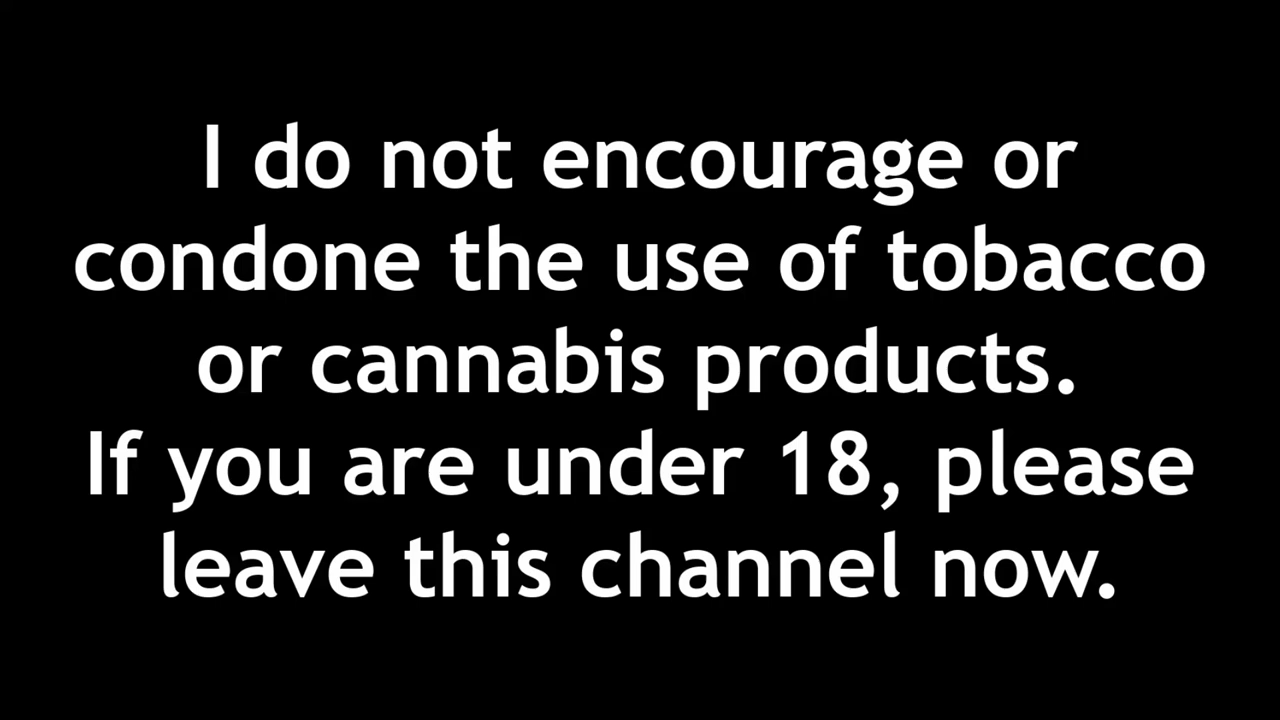 I do not encourage or
condone the use of tobacco
or cannabis products.
If you are under 18, please
leave this channel now.